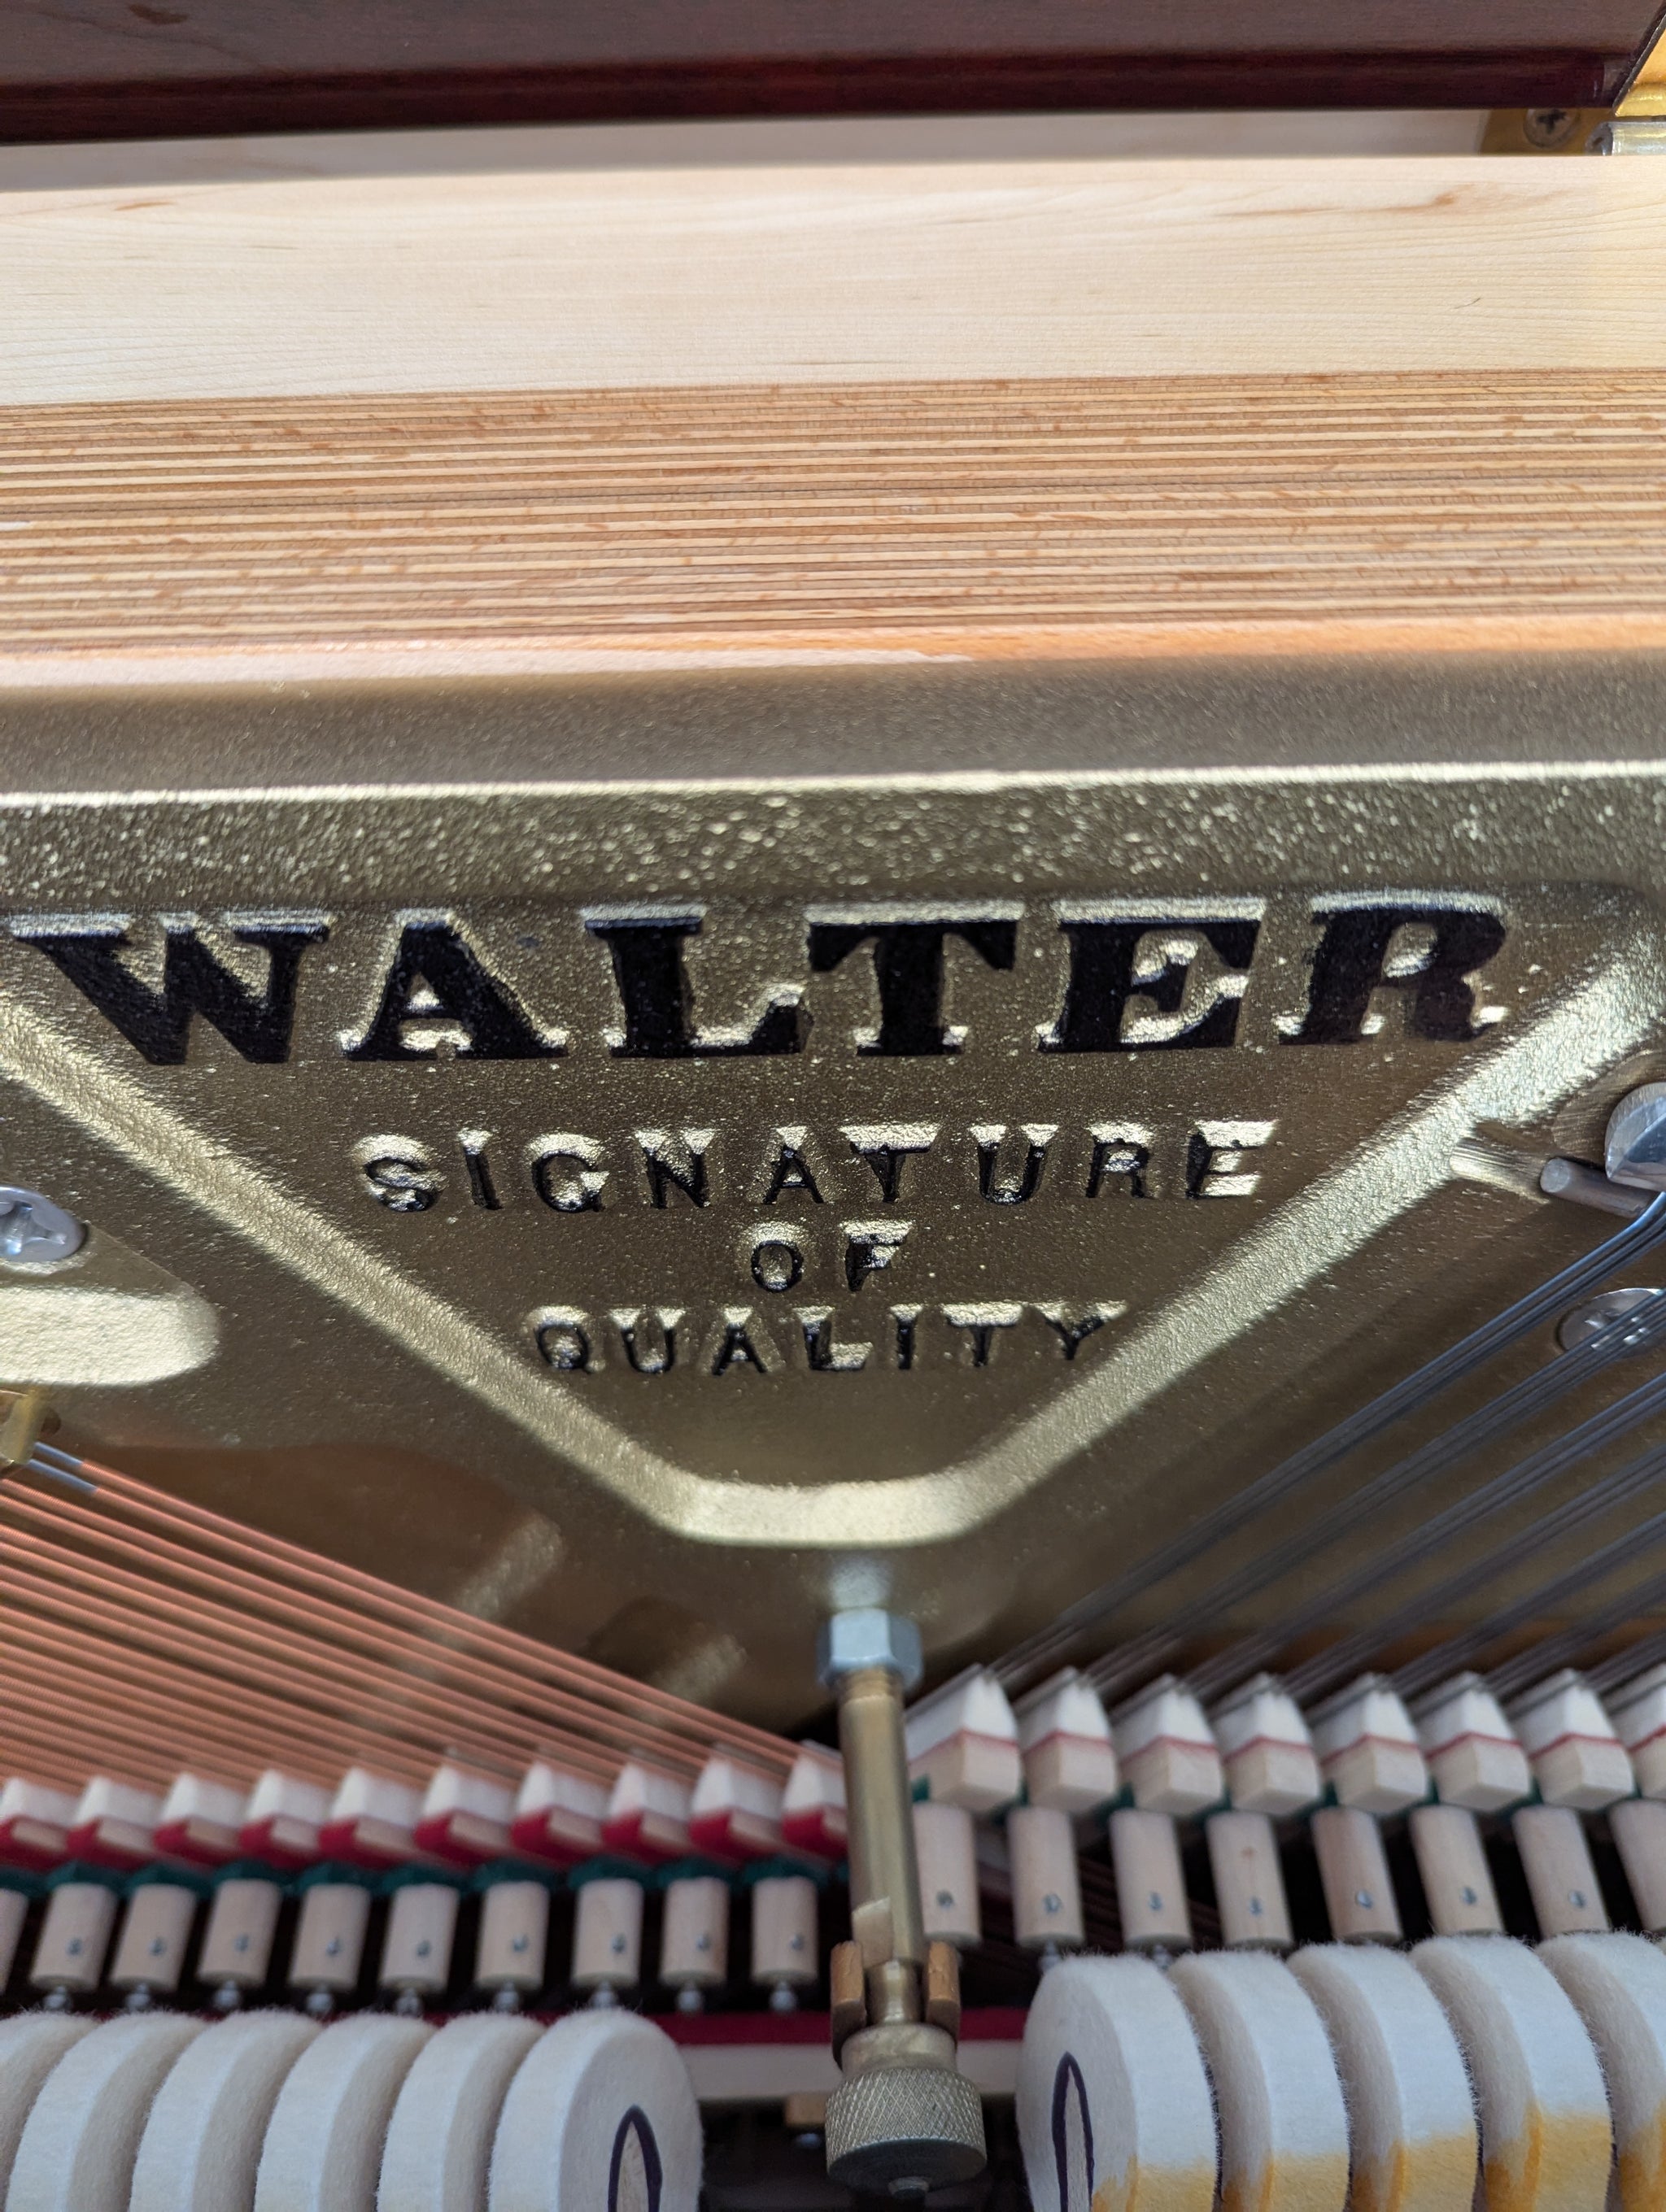 WALTER
SIGNATURE
OF
QUALITY